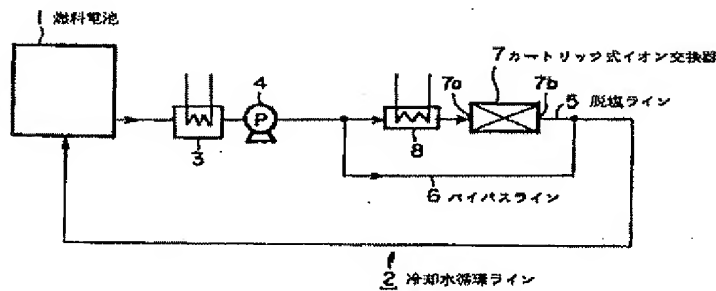 1 燃料電池
7 カートリッジ式イオン交換器
4
7a
7b
5 脱塩ライン
P
3
8
6 バイパスライン
2 冷却水循環ライン